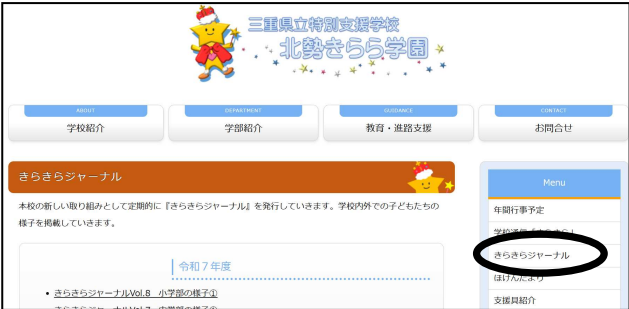 三重県立特別支援学校
北勢きらら学園
ABOUT
学校紹介
DEPARTMENT
学部紹介
GUIDANCE
教育・進路支援
CONTACT
お問合せ
きらきらジャーナル
本校の新しい取り組みとして定期的に『きらきらジャーナル』を発行していきます。学校内外での子どもたちの
様子を掲載していきます。
令和７年度
きらきらジャーナルVol.8 小学部の様子①
Menu
年間行事予定
きらきらジャーナル
ほけんだより
支援具紹介